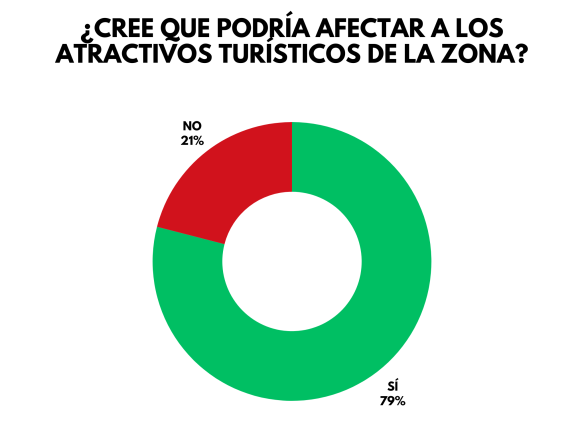 ¿CREE QUE PODRÍA AFECTAR A LOS
ATRACTIVOS TURÍSTICOS DE LA ZONA?
NO
21%
SÍ
79%